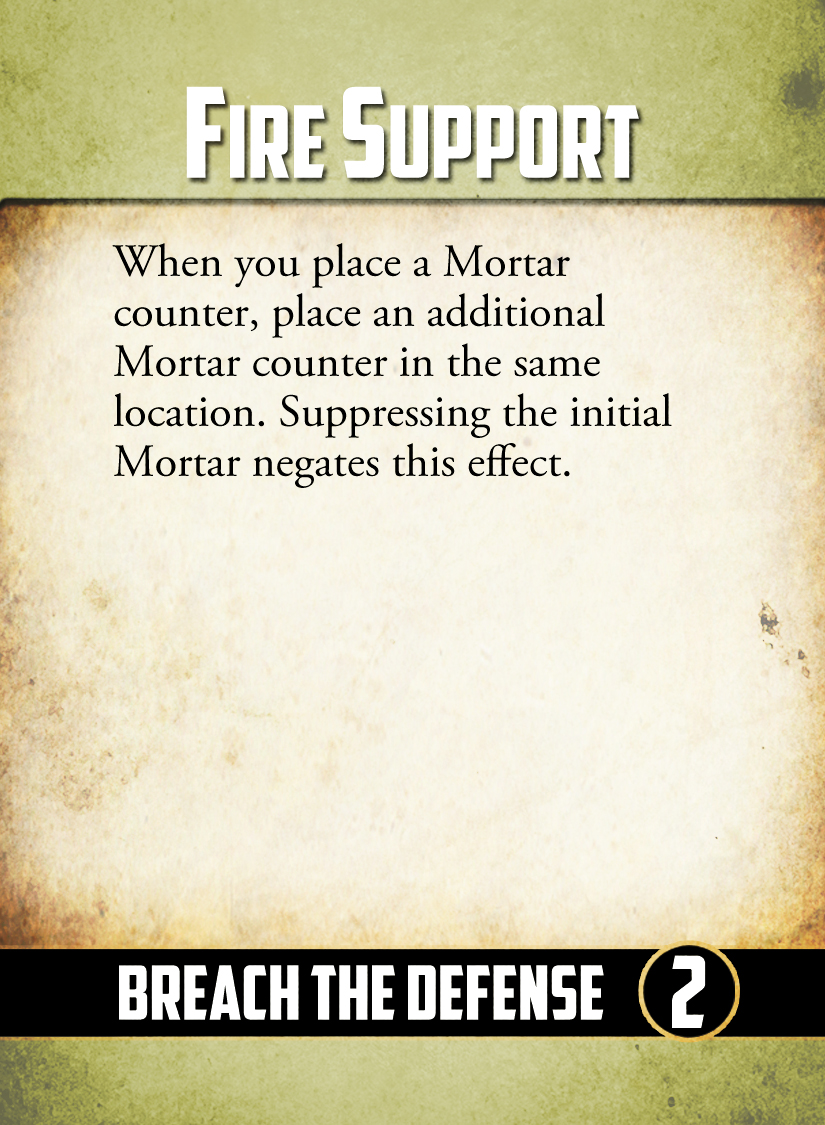 Fire Support
When you place a Mortar
counter, place an additional
Mortar counter in the same
location. Suppressing the initial
Mortar negates this effect.
BREACH THE DEFENSE 2